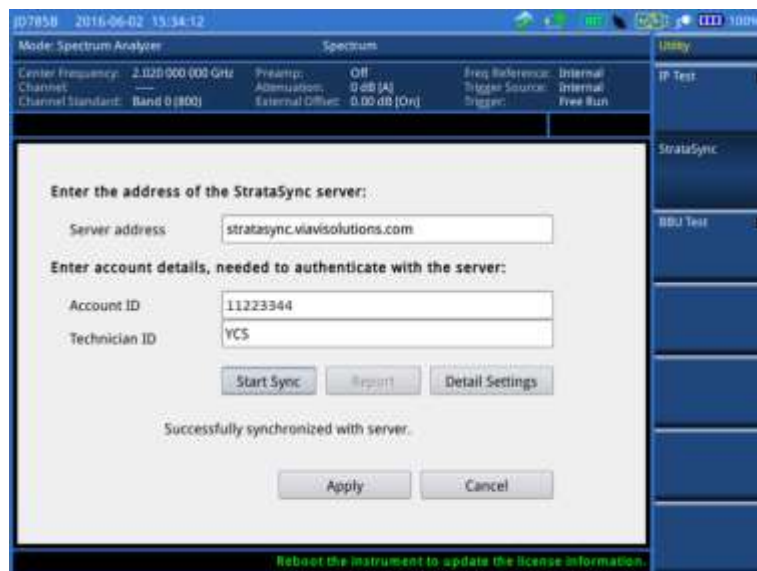 JD785B 2016-06-02 15:34:12
100%
Mode: Spectrum Analyzer Spectrum Utility
Center Frequency: 2.020 000 000 GHz Preamp: Off Freq Reference: Internal
Channel: ---- Attenuation: 0 dB [A] Trigger Source: Internal
Channel Standard: Band 0 [800] External Offset: 0.00 dB [On] Trigger: Free Run
IP Test
StrataSync
BBU Test
Enter the address of the StrataSync server:
Server address stratasync.viavisolutions.com
Enter account details, needed to authenticate with the server:
Account ID 11223344
Technician ID YCS
Start Sync Report Detail Settings
Successfully synchronized with server.
Apply Cancel
Reboot the instrument to update the license information.